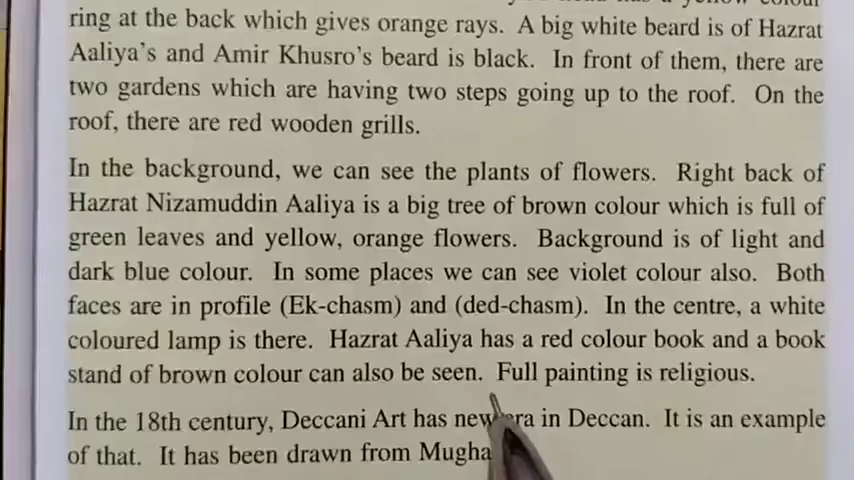 ring at the back which gives orange rays. A big white beard is of Hazrat
Aaliya's and Amir Khusro's beard is black. In front of them, there are
two gardens which are having two steps going up to the roof. On the
roof, there are red wooden grills.
In the background, we can see the plants of flowers. Right back of
Hazrat Nizamuddin Aaliya is a big tree of brown colour which is full of
green leaves and yellow, orange flowers. Background is of light and
dark blue colour. In some places we can see violet colour also. Both
faces are in profile (Ek-chasm) and (ded-chasm). In the centre, a white
coloured lamp is there. Hazrat Aaliya has a red colour book and a book
stand of brown colour can also be seen. Full painting is religious.
In the 18th century, Deccani Art has new era in Deccan. It is an example
of that. It has been drawn from Mugha